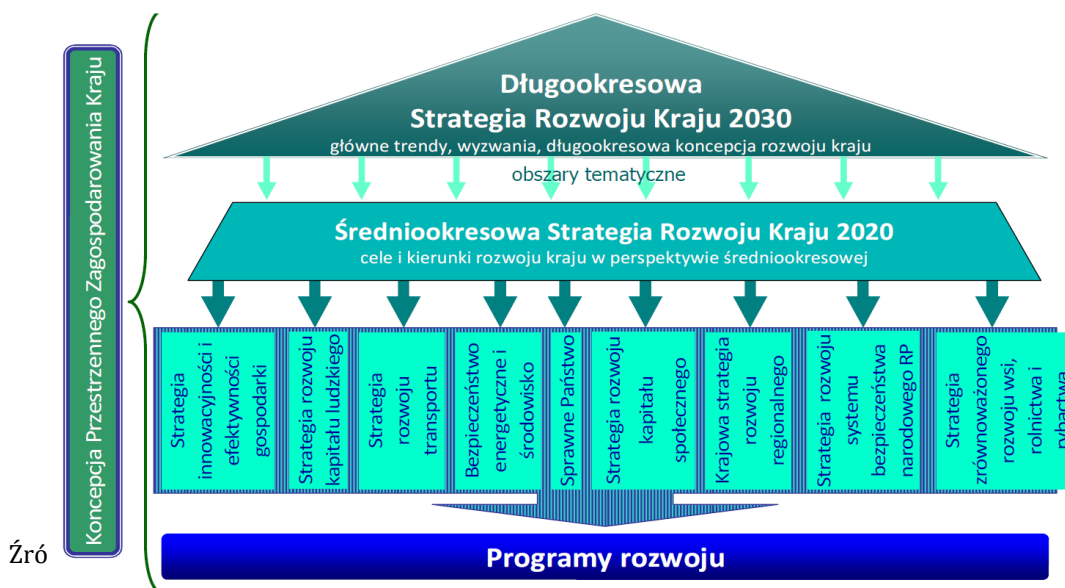 Koncepcja Przestrzennego Zagospodarowania Kraju
Długookresowa
Strategia Rozwoju Kraju 2030
główne trendy, wyzwania, długookresowa koncepcja rozwoju kraju
obszary tematyczne
Średniookresowa Strategia Rozwoju Kraju 2020
cele i kierunki rozwoju kraju w perspektywie średniookresowej
Strategia
innowacyjności i
efektywności
gospodarki
Strategia rozwoju
kapitału ludzkiego
Strategia
rozwoju
transportu
Bezpieczeństwo
energetyczne i
środowisko
Sprawne Państwo
Strategia rozwoju
kapitału
społecznego
Krajowa strategia
rozwoju
regionalnego
Strategia rozwoju
systemu
bezpieczeństwa
narodowego RP
Strategia
zrównoważonego
rozwoju wsi,
rolnictwa i
rybactwa
Źró
Programy rozwoju